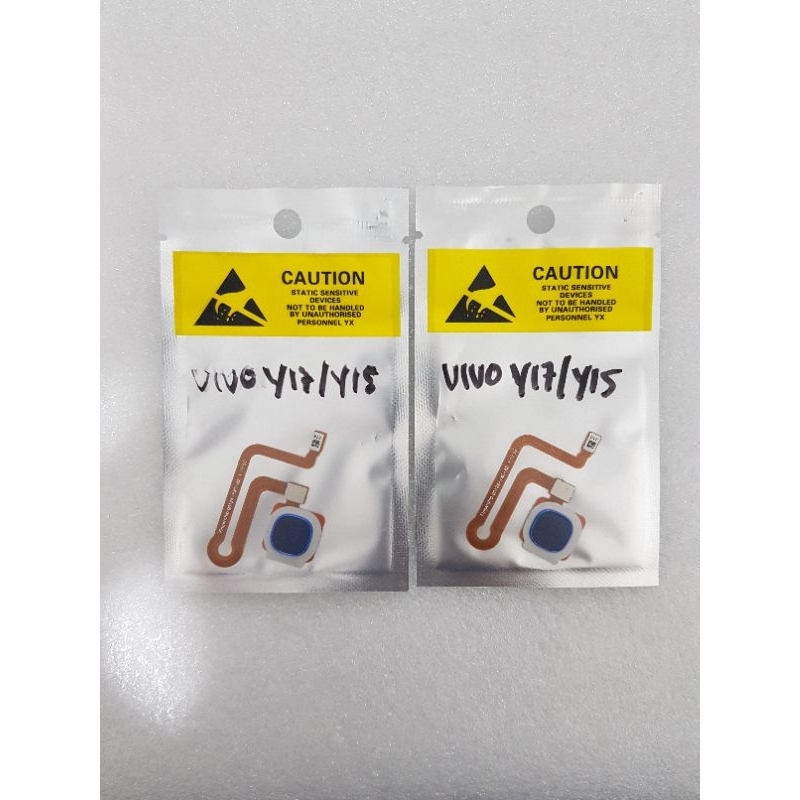 CAUTION
STATIC SENSITIVE
DEVICES
NOT TO BE HANDLED
BY UNAUTHORISED
PERSONNEL YX
VIVO Y17/Y15
CAUTION
STATIC SENSITIVE
DEVICES
NOT TO BE HANDLED
BY UNAUTHORISED
PERSONNEL YX
VIVO Y17/Y15